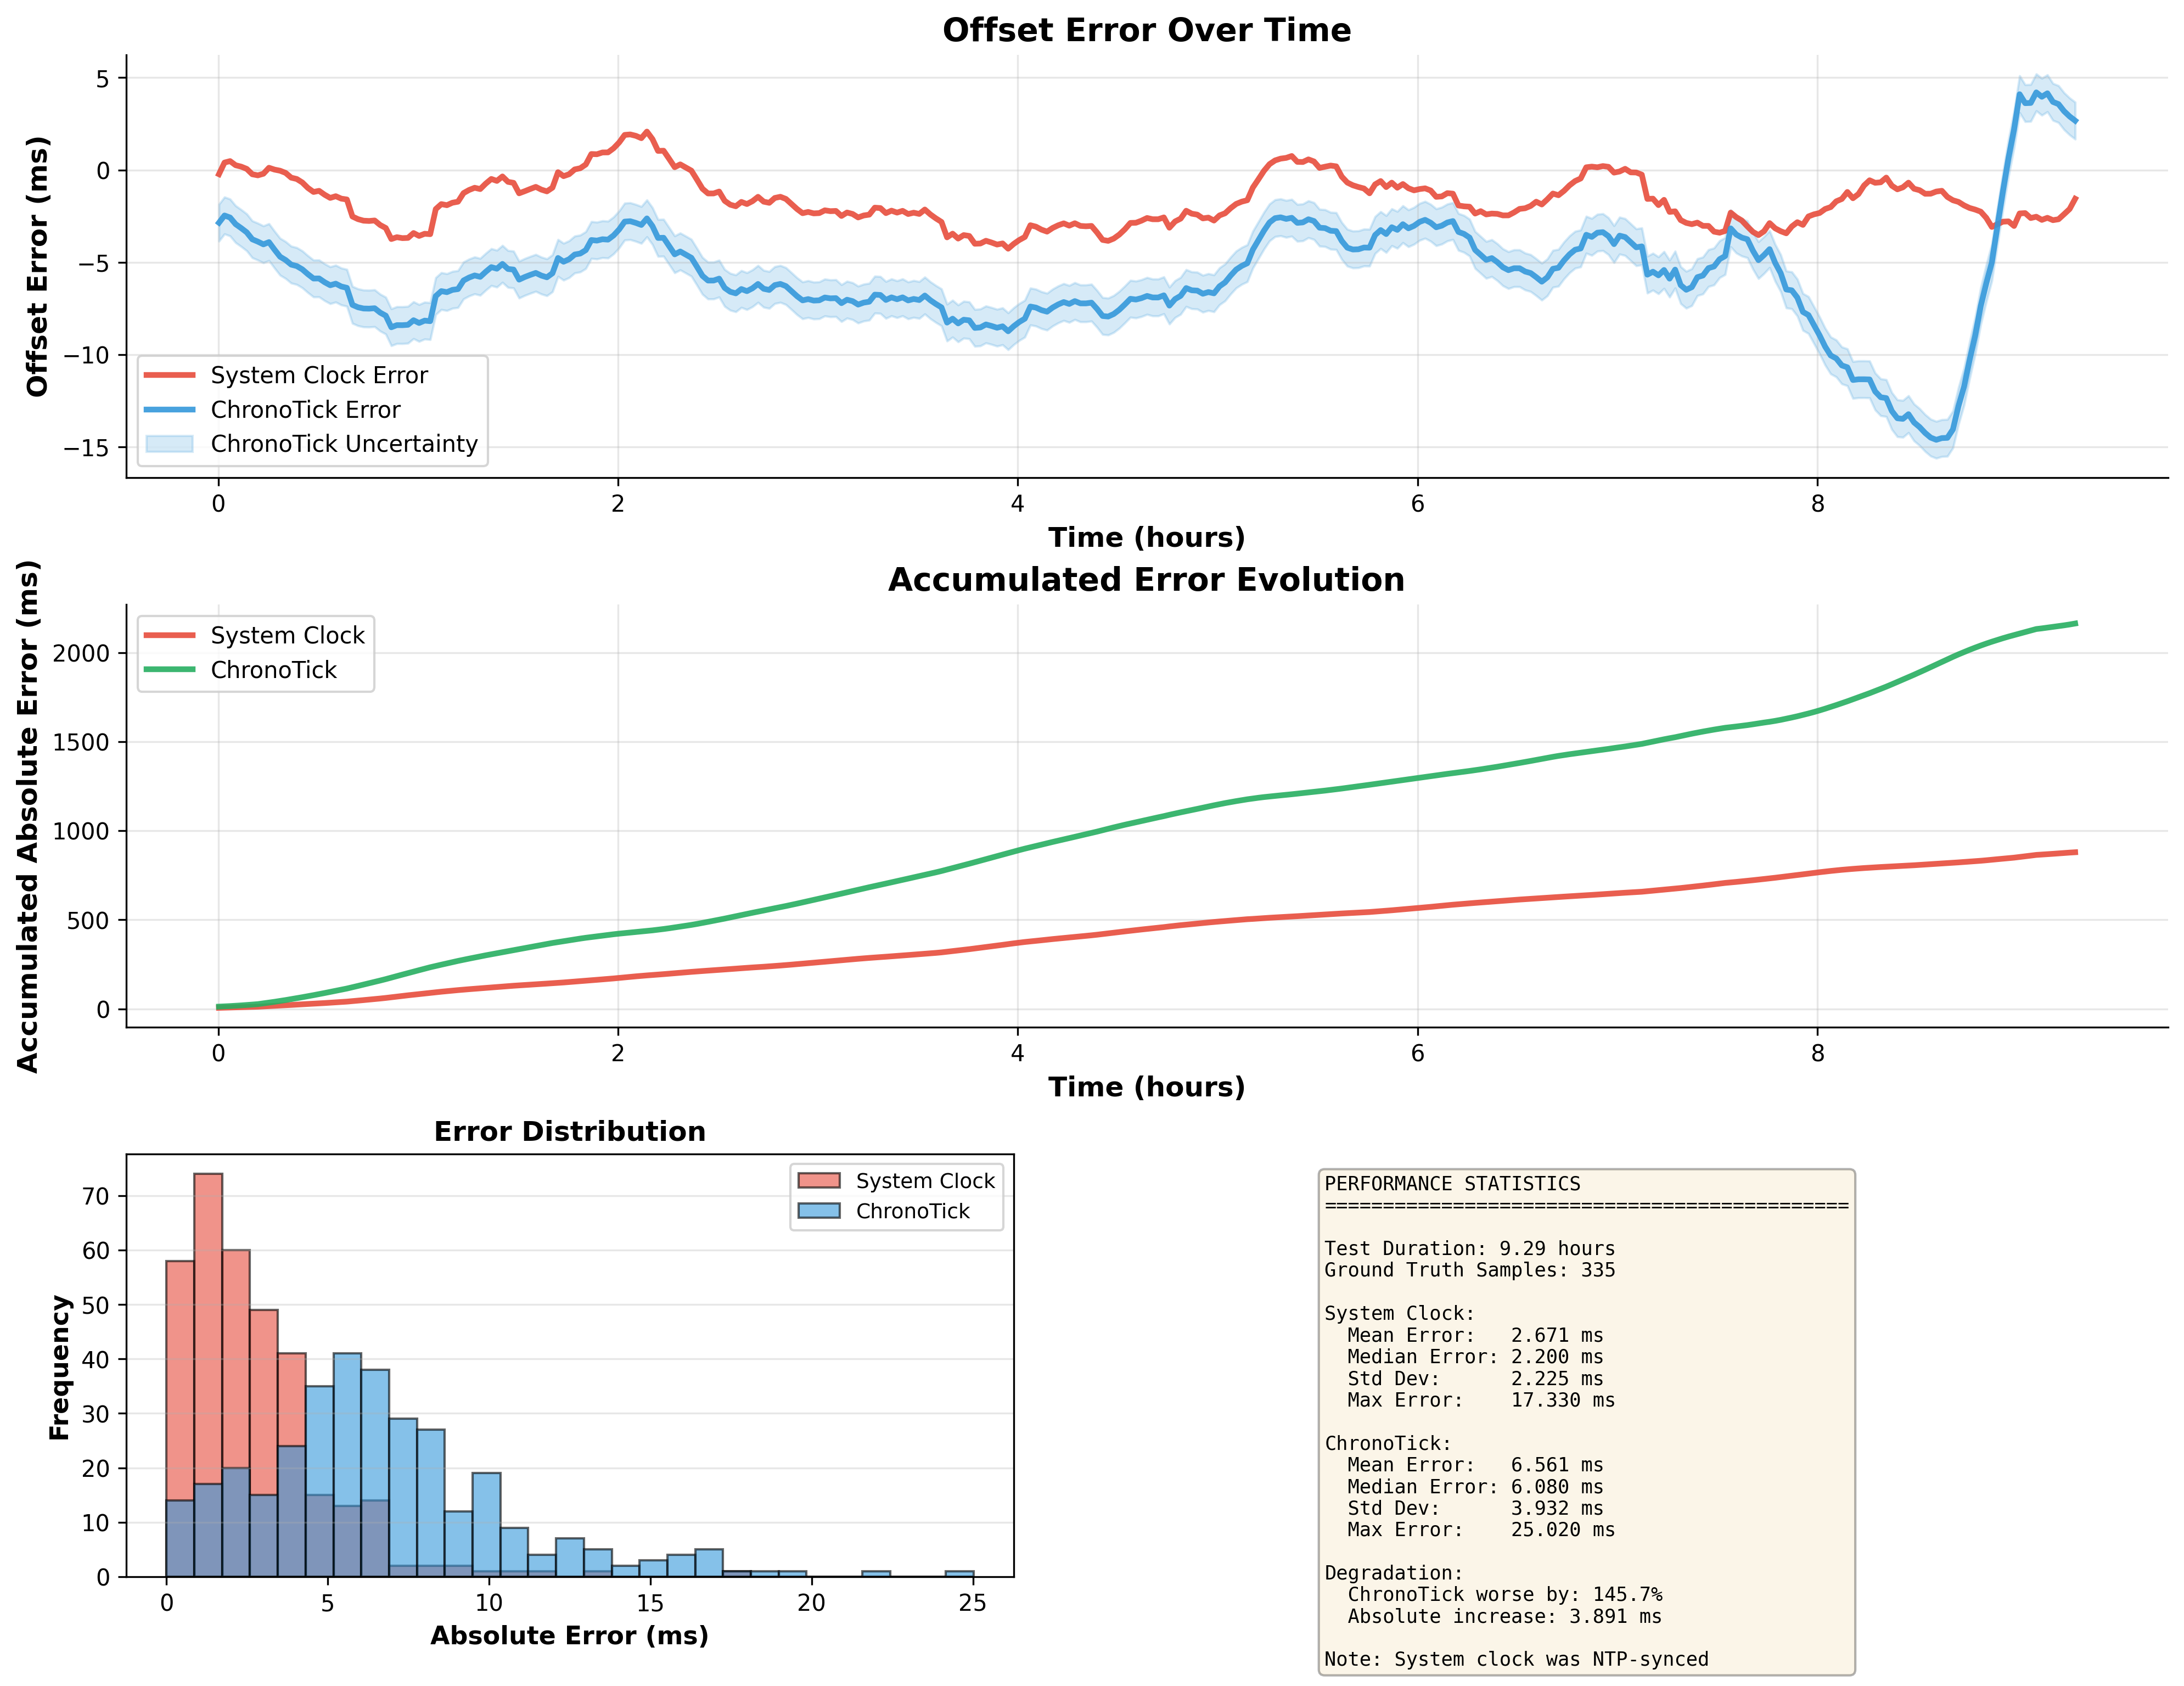 Offset Error Over Time
Offset Error (ms)
5
0
−5
−10
−15
System Clock Error
ChronoTick Error
ChronoTick Uncertainty
0 2 4 6 8
Time (hours)
Accumulated Error Evolution
Accumulated Absolute Error (ms)
2000
1500
1000
500
0
System Clock
ChronoTick
0 2 4 6 8
Time (hours)
Error Distribution
Frequency
70
60
50
40
30
20
10
0
System Clock
ChronoTick
0 5 10 15 20 25
Absolute Error (ms)
PERFORMANCE STATISTICS
=============================================
Test Duration: 9.29 hours
Ground Truth Samples: 335
System Clock:
Mean Error: 2.671 ms
Median Error: 2.200 ms
Std Dev: 2.225 ms
Max Error: 17.330 ms
ChronoTick:
Mean Error: 6.561 ms
Median Error: 6.080 ms
Std Dev: 3.932 ms
Max Error: 25.020 ms
Degradation:
ChronoTick worse by: 145.7%
Absolute increase: 3.891 ms
Note: System clock was NTP-synced